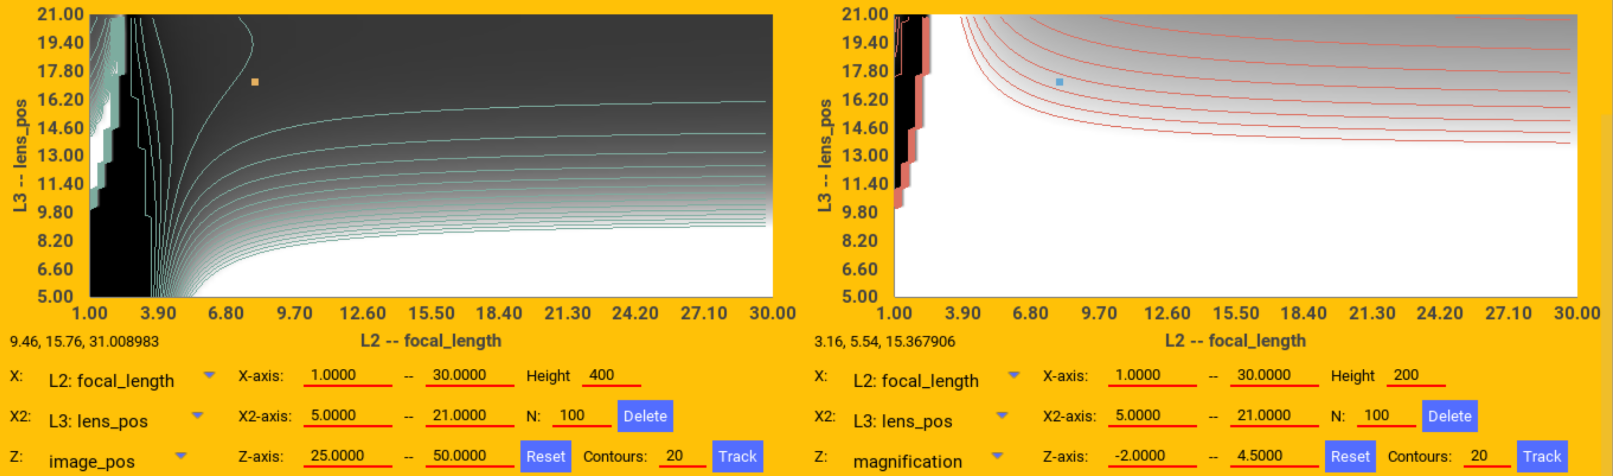 21.00
19.40
17.80
16.20
14.60
13.00
11.40
9.80
8.20
6.60
5.00
L3 -- lens_pos
1.00 3.90 6.80 9.70 12.60 15.50 18.40 21.30 24.20 27.10 30.00
9.46, 15.76, 31.008983 L2 -- focal_length
X: L2: focal_length X-axis: 1.0000 -- 30.0000 Height 400
X2: L3: lens_pos X2-axis: 5.0000 -- 21.0000 N: 100 Delete
Z: image_pos Z-axis: 25.0000 -- 50.0000 Reset Contours: 20 Track
21.00
19.40
17.80
16.20
14.60
13.00
11.40
9.80
8.20
6.60
5.00
L3 -- lens_pos
1.00 3.90 6.80 9.70 12.60 15.50 18.40 21.30 24.20 27.10 30.00
3.16, 5.54, 15.367906 L2 -- focal_length
X: L2: focal_length X-axis: 1.0000 -- 30.0000 Height 200
X2: L3: lens_pos X2-axis: 5.0000 -- 21.0000 N: 100 Delete
Z: magnification Z-axis: -2.0000 -- 4.5000 Reset Contours: 20 Track